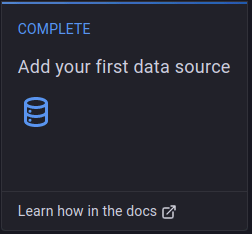 COMPLETE
Add your first data source
Learn how in the docs